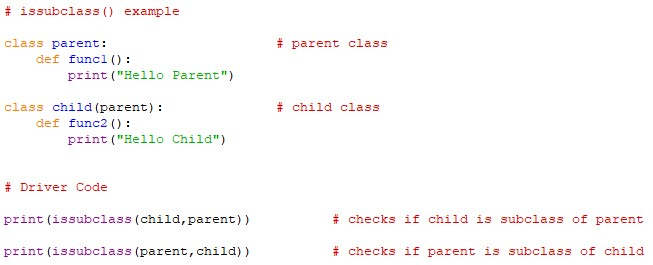 # issubclass() example
class parent:                     # parent class
    def func1():
        print("Hello Parent")
class child(parent):              # child class
    def func2():
        print("Hello Child")
# Driver Code
print(issubclass(child,parent))          # checks if child is subclass of parent
print(issubclass(parent,child))          # checks if parent is subclass of child